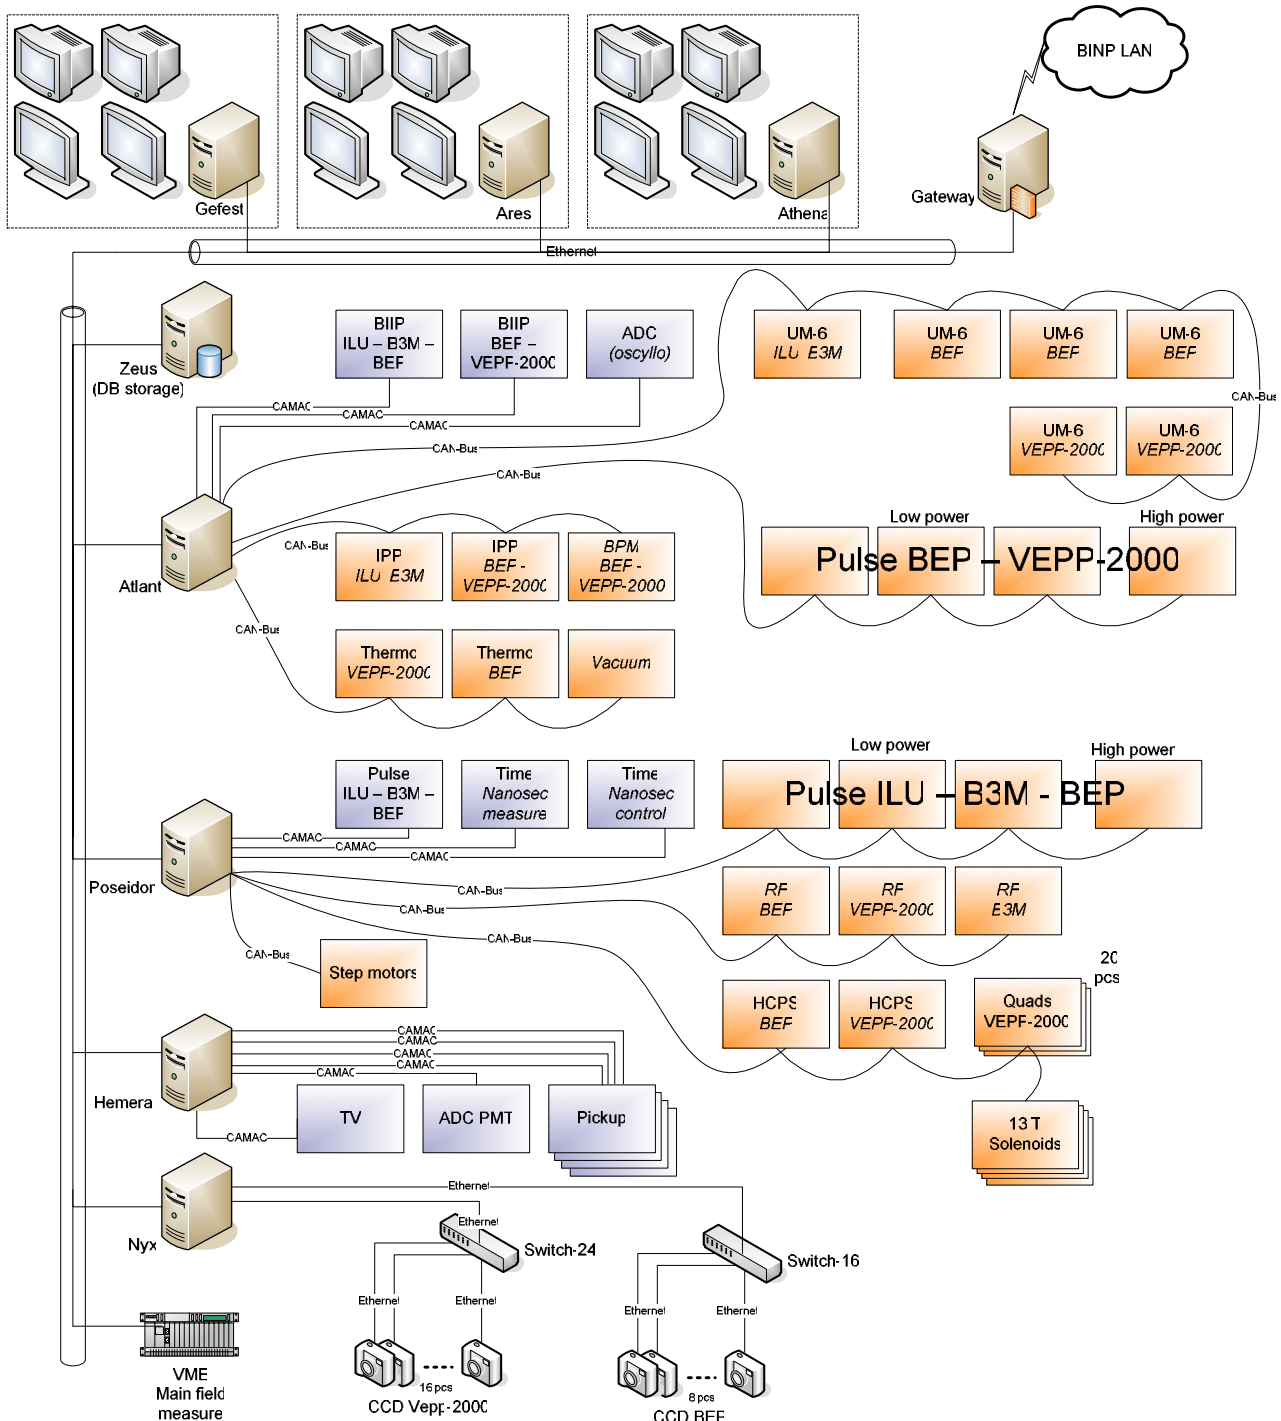 BINP LAN
Gefest
Ares
Athena
Gateway
Ethernet
Zeus
(DB storage)
BIIP
ILU – B3M –
BEP
BIIP
BEP –
VEPP-2000
ADC
(oscyllo)
UM-6
ILU, B3M
UM-6
BEP
UM-6
BEP
UM-6
BEP
CAN-Bus
CAMAC
CAMAC
CAMAC
UM-6
VEPP-2000
UM-6
VEPP-2000
CAN-Bus
CAN-Bus
Low power
High power
Pulse BEP – VEPP-2000
Atlant
CAN-Bus
IPP
ILU, B3M
IPP
BEP -
VEPP-2000
BPM
BEP -
VEPP-2000
CAN-Bus
Thermo
VEPP-2000
Thermo
BEP
Vacuum
Low power
High power
Pulse
ILU – B3M –
BEP
Time
Nanosec
measure
Time
Nanosec
control
Pulse ILU – B3M - BEP
CAMAC
CAMAC
CAMAC
Poseidon
CAN-Bus
CAN-Bus
CAN-Bus
CAN-Bus
RF
BEP
RF
VEPP-2000
RF
B3M
Step motors
20
pcs
HCPS
BEP
HCPS
VEPP-2000
Quads
VEPP-2000
CAMAC
CAMAC
CAMAC
CAMAC
CAMAC
Hemera
TV
ADC PMT
Pickup
13 T
Solenoids
CAMAC
Ethernet
Ethernet
Nyx
Switch-24
Switch-16
Ethernet
Ethernet
Ethernet
Ethernet
16 pcs
8 pcs
CCD Vepp-2000
CCD BEP
VME
Main field
measure